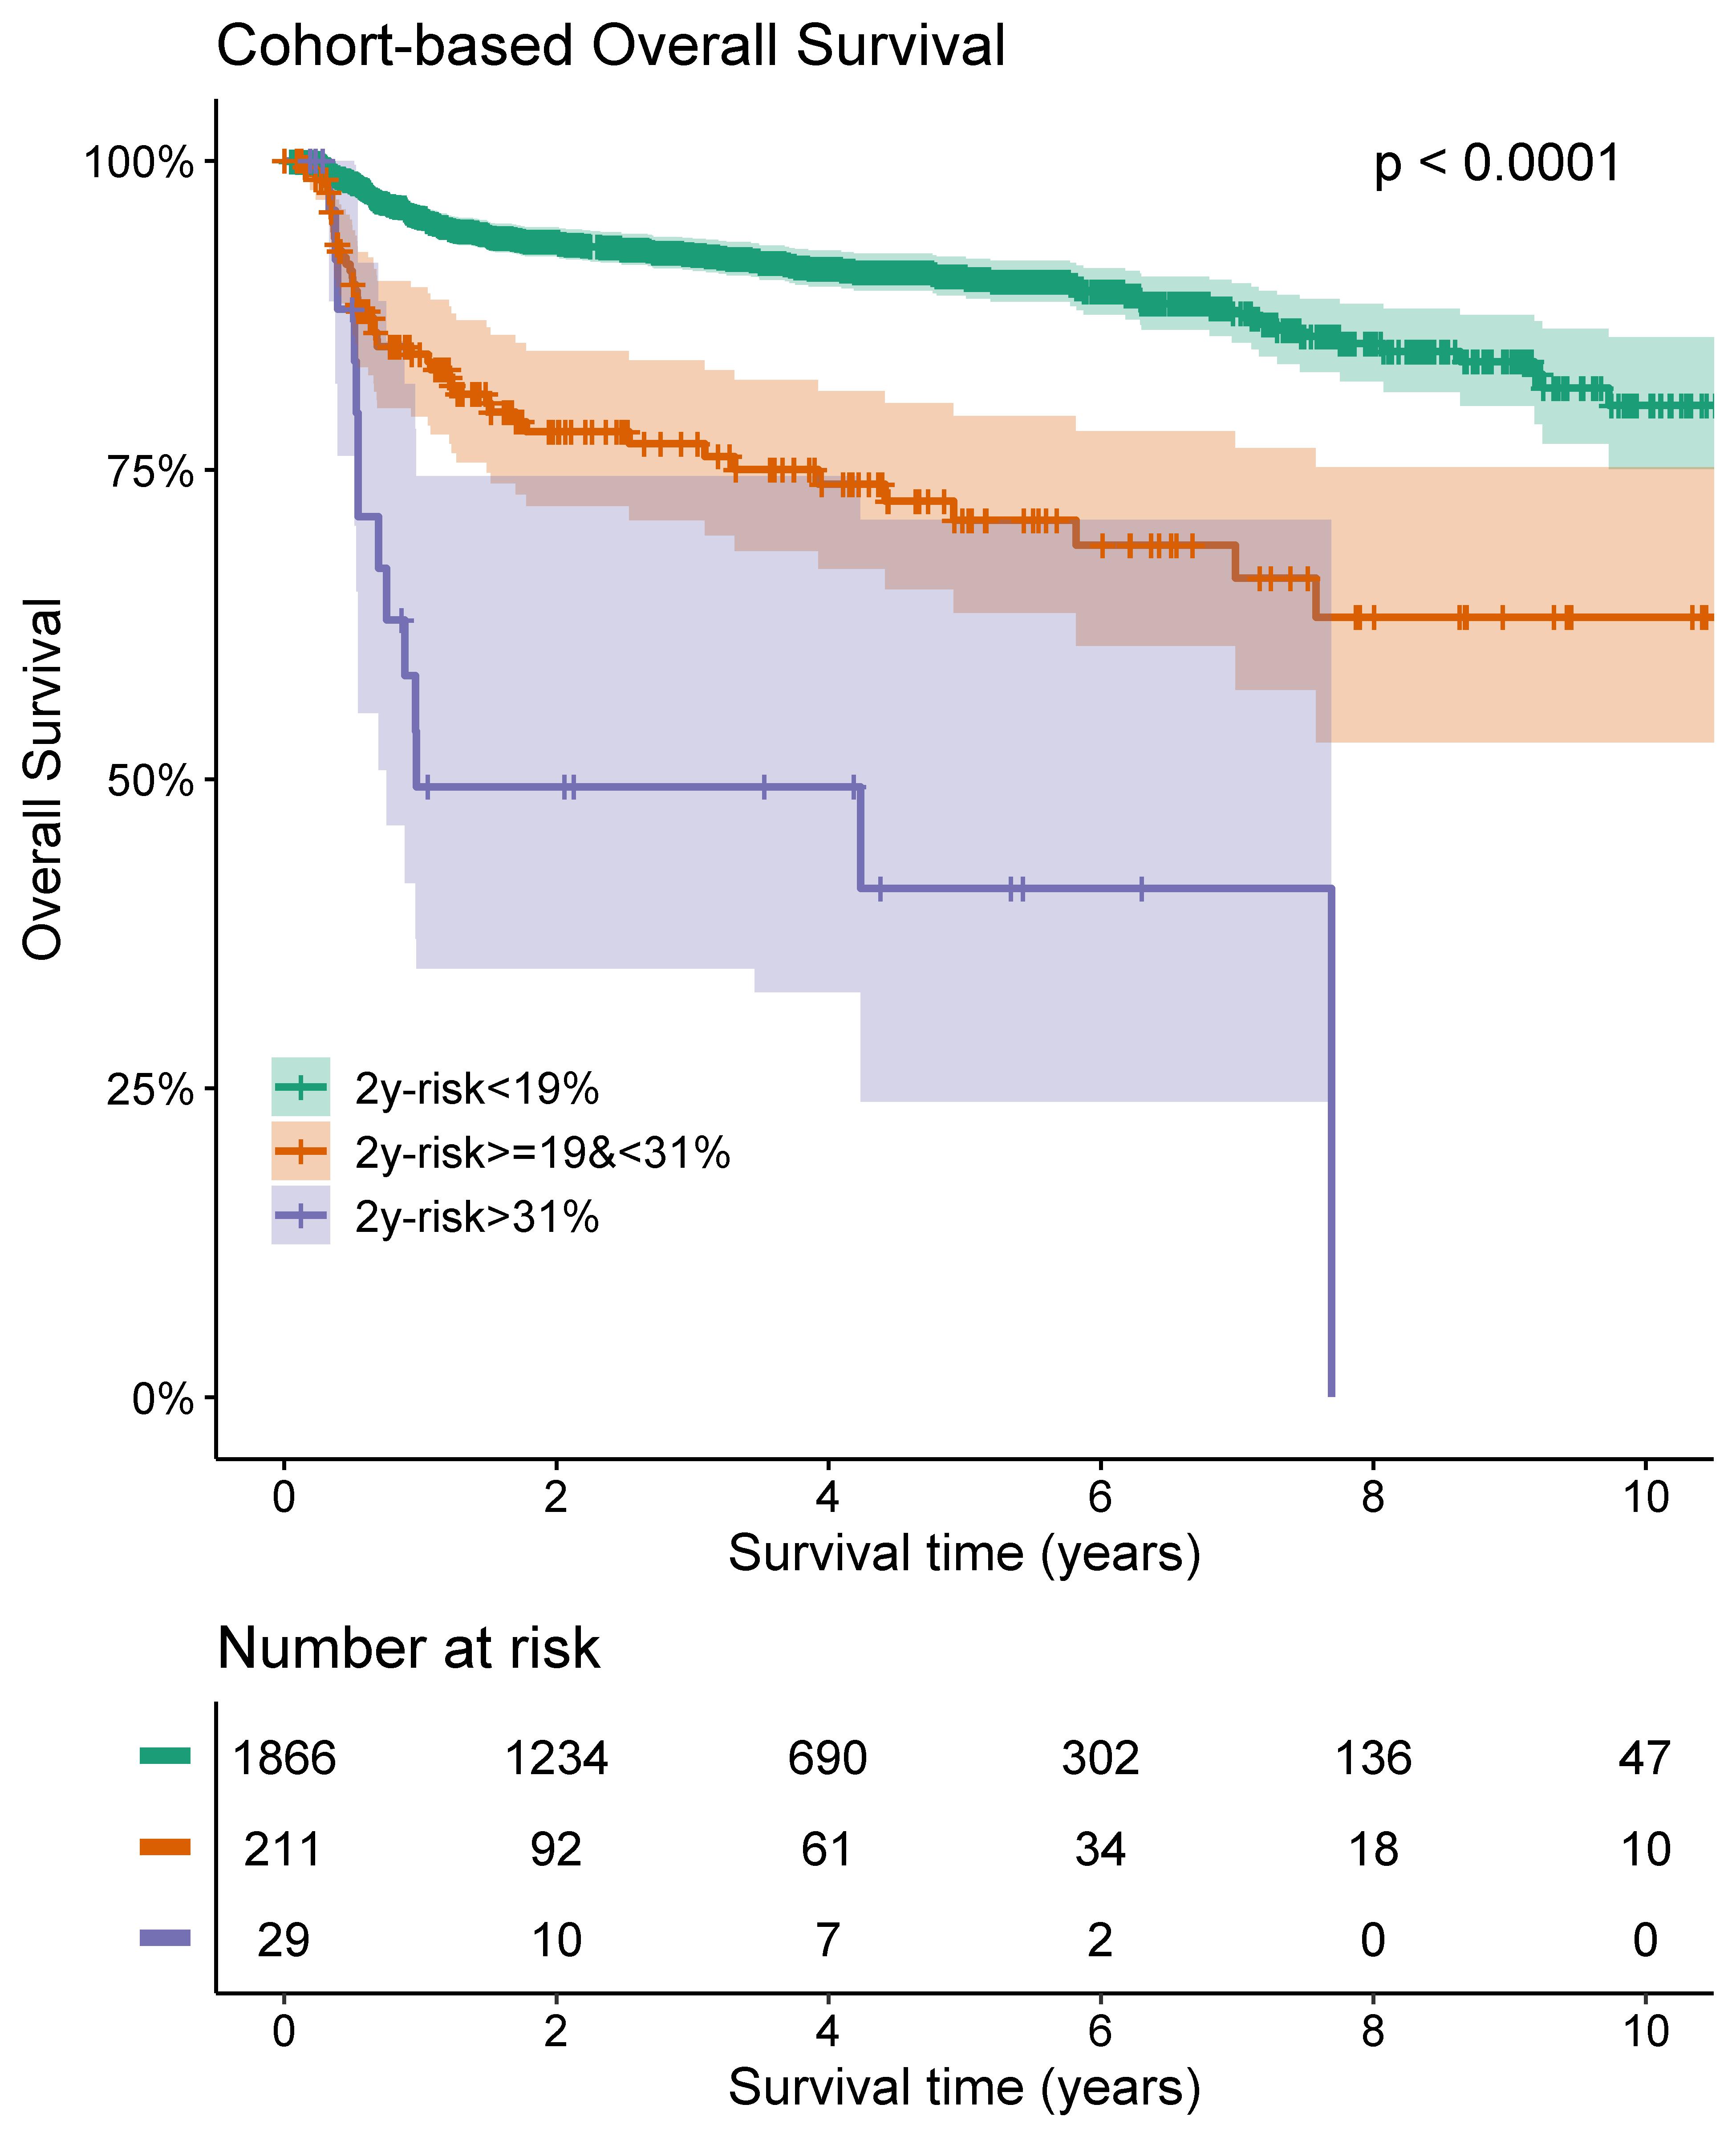 Cohort-based Overall Survival
p < 0.0001
100%
75%
50%
25%
0%
Overall Survival
2y-risk<19%
2y-risk>=19&<31%
2y-risk>31%
0 2 4 6 8 10
Survival time (years)
Number at risk
1866 1234 690 302 136 47
211 92 61 34 18 10
29 10 7 2 0 0
0 2 4 6 8 10
Survival time (years)